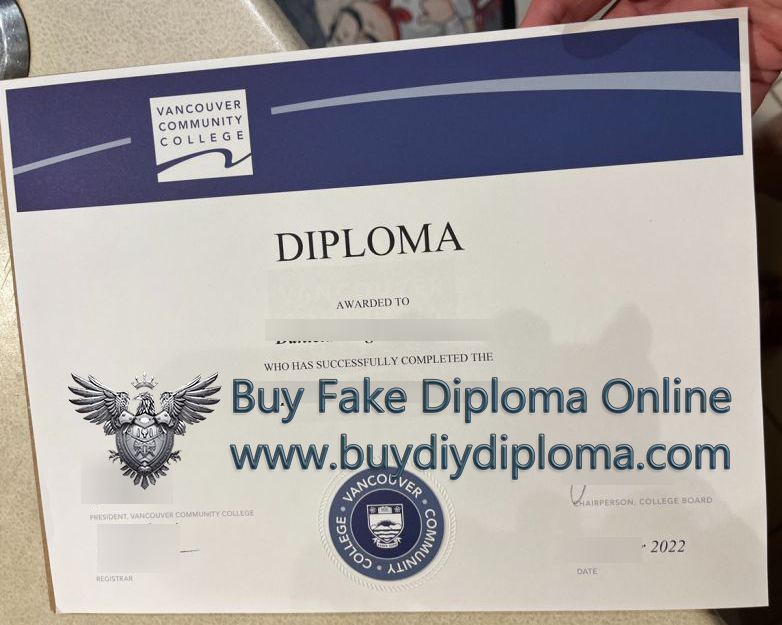 VANCOUVER
COMMUNITY
COLLEGE
DIPLOMA
AWARDED TO
WHO HAS SUCCESSFULLY COMPLETED THE
Buy Fake Diploma Online
www.buydiydiploma.com
PRESIDENT, VANCOUVER COMMUNITY COLLEGE
CHAIRPERSON, COLLEGE BOARD
VANCOUVER COMMUNITY COLLEGE
2022
REGISTRAR
DATE